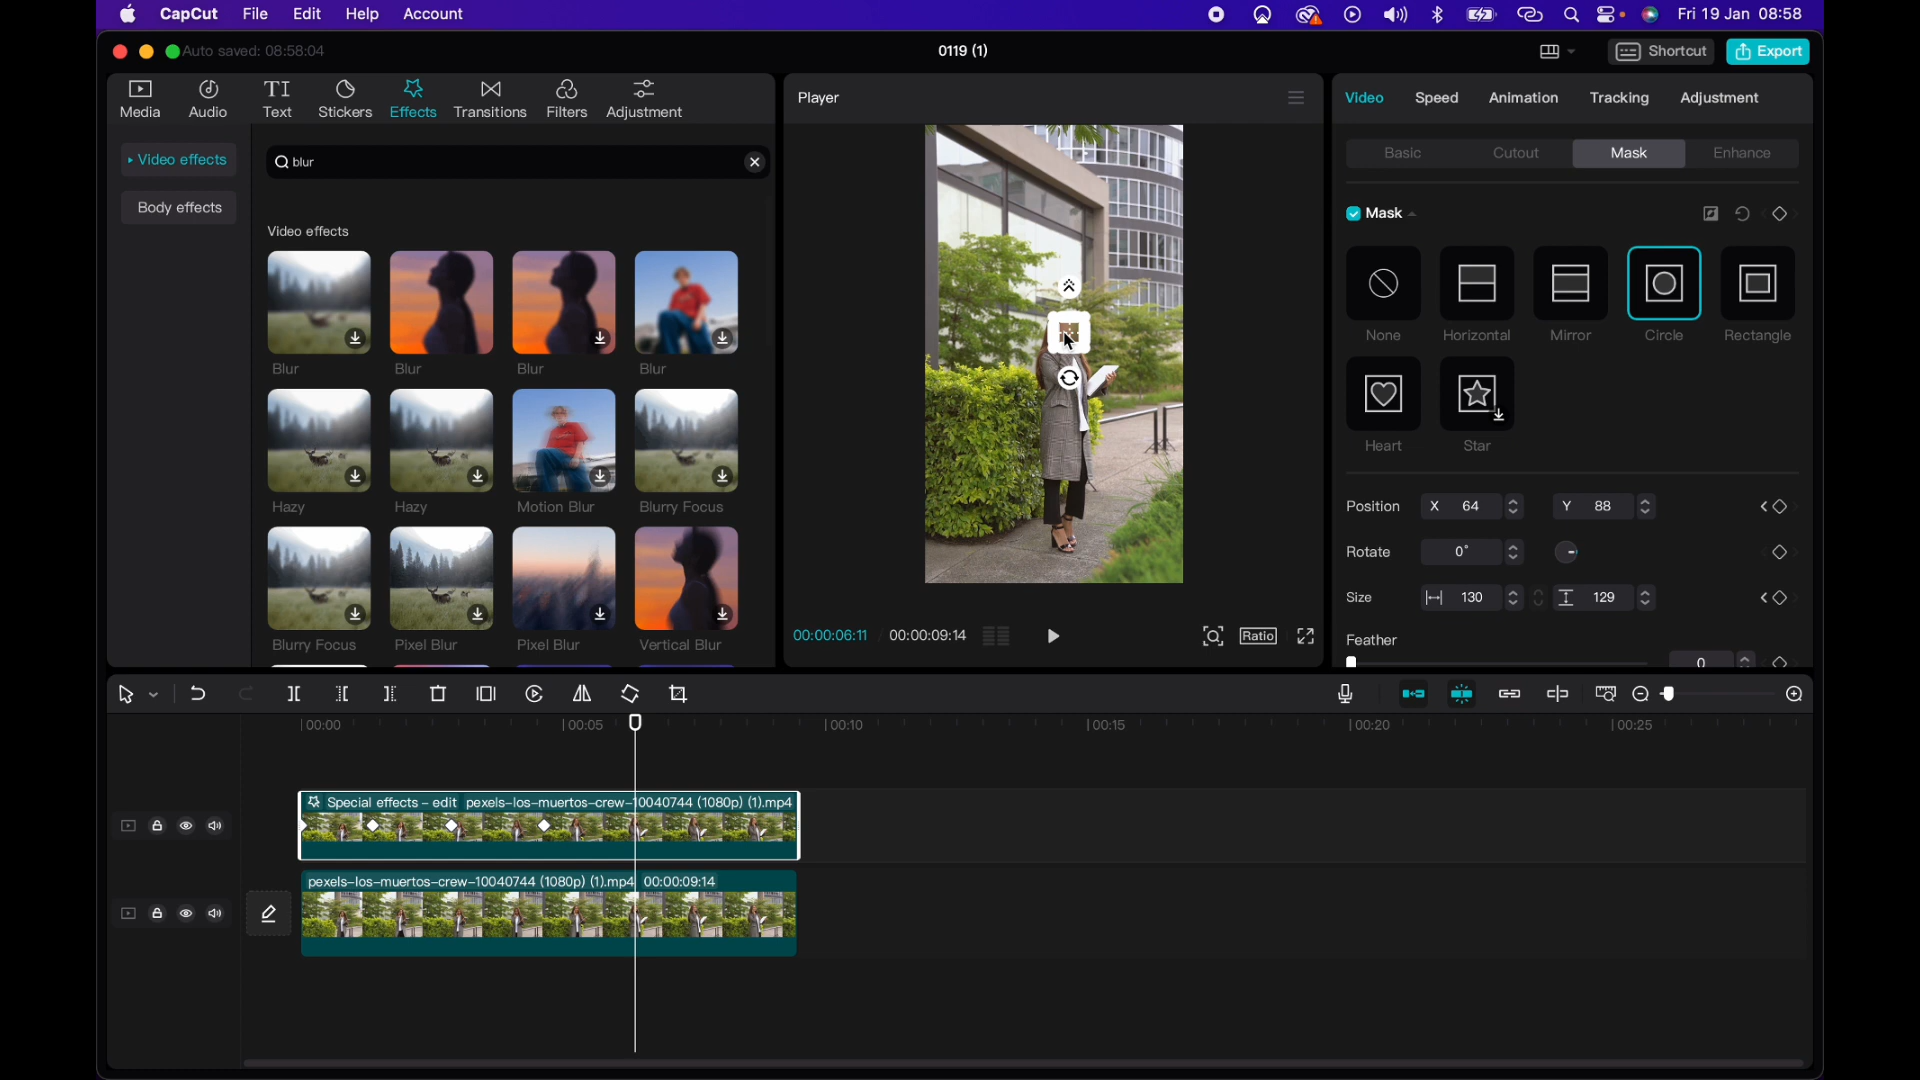 CapCut File Edit Help Account Fri 19 Jan 08:58
Auto saved: 08:58:04 0119 (1) Shortcut Export
Media Audio TI Text Stickers Effects Transitions Filters Adjustment
Player
Video Speed Animation Tracking Adjustment
Video effects
Body effects
blur
Basic Cutout Mask Enhance
Video effects
Mask
Blur Blur Blur Blur
None Horizontal Mirror Circle Rectangle
Hazy Hazy Motion Blur Blurry Focus
Heart Star
Blurry Focus Pixel Blur Pixel Blur Vertical Blur
Position X 64 Y 88
Rotate 0°
Size 130 129
Feather
0
00:00:06:11 00:00:09:14 Ratio
00:00 00:05 00:10 00:15 00:20 00:25
Special effects – edit pexels-los-muertos-crew-10040744 (1080p) (1).mp4
pexels-los-muertos-crew-10040744 (1080p) (1).mp4 00:00:09:14